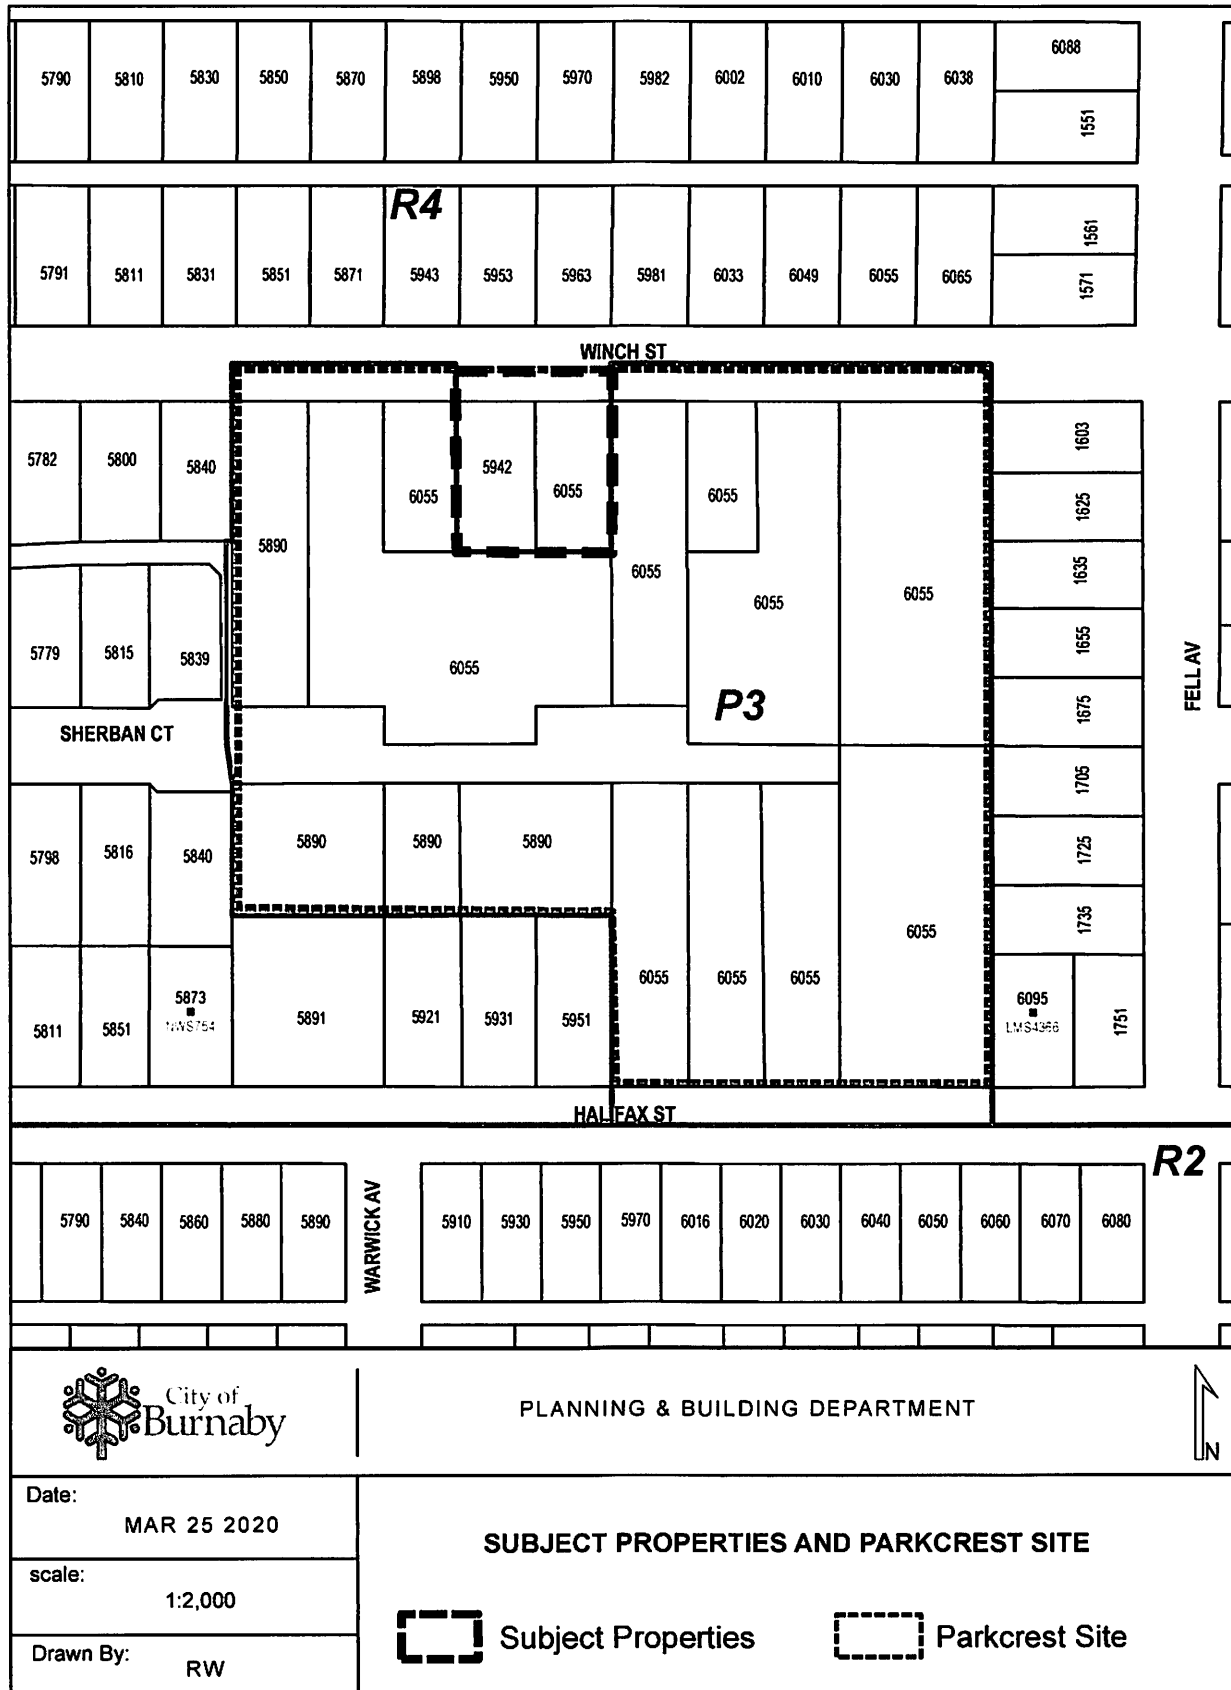 6088
5790 5810 5830 5850 5870 5898 5950 5970 5982 6002 6010 6030 6038
1551
R4
1561
5791 5811 5831 5851 5871 5943 5953 5963 5981 6033 6049 6055 6065
1571
WINCH ST
1603
5782 5800 5840 5942
6055 6055 6055
1625
5890
6055 6055 6055
1635
5779 5815 5839 6055
1655
P3
1675
FELL AV
SHERBAN CT
1705
5798 5816 5840 5890 5890 5890
1725
1735
6055
6055 6055 6055
5811 5851 5873 5891 5921 5931 5951
NWS754
6095
LMS4366
1751
HALIFAX ST
R2
5790 5840 5860 5880 5890
WARWICK AV
5910 5930 5950 5970 6016 6020 6030 6040 6050 6060 6070 6080
City of
Burnaby
PLANNING & BUILDING DEPARTMENT
N
Date:
MAR 25 2020
scale:
1:2,000
Drawn By:
RW
SUBJECT PROPERTIES AND PARKCREST SITE
Subject Properties
Parkcrest Site